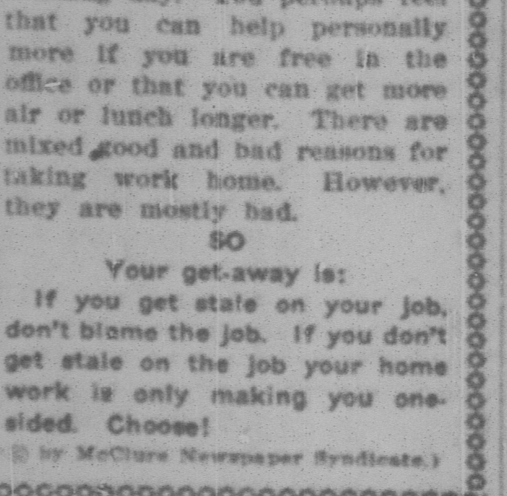 that you can help personally
more if you are free in the
office or that you can get more
air or lunch longer. There are
mixed good and bad reasons for
taking work home. However,
they are mostly bad.
SO
Your get-away is:
If you get stale on your job,
don't blame the job. If you don't
get stale on the job your home
work is only making you one-
sided. Choose!
© by McClure Newspaper Syndicate.)